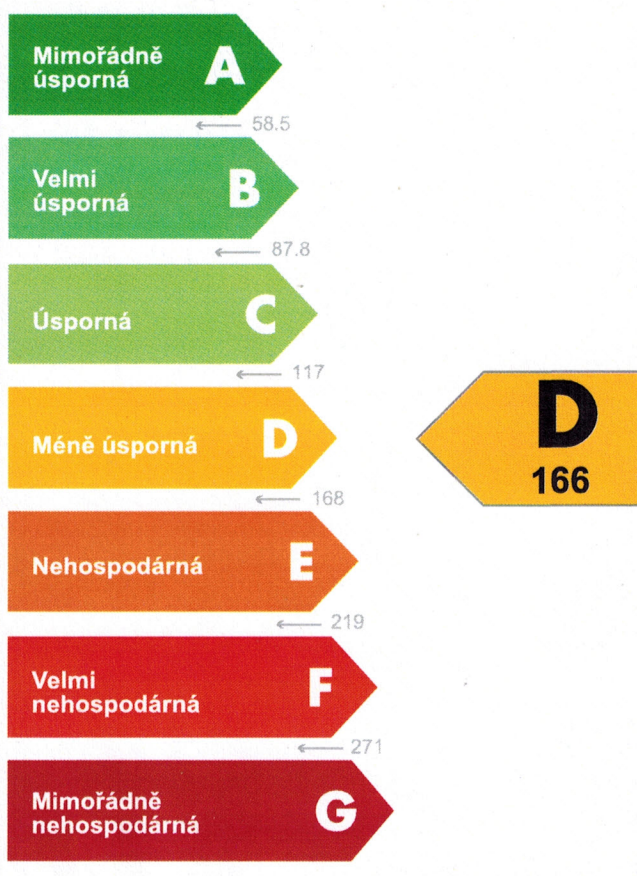 Mimořádně
úsporná
A
58.5
Velmi
úsporná
B
87.8
Úsporná
C
117
Méně úsporná
D
168
D
166
Nehospodárná
E
219
Velmi
nehospodárná
F
271
Mimořádně
nehospodárná
G